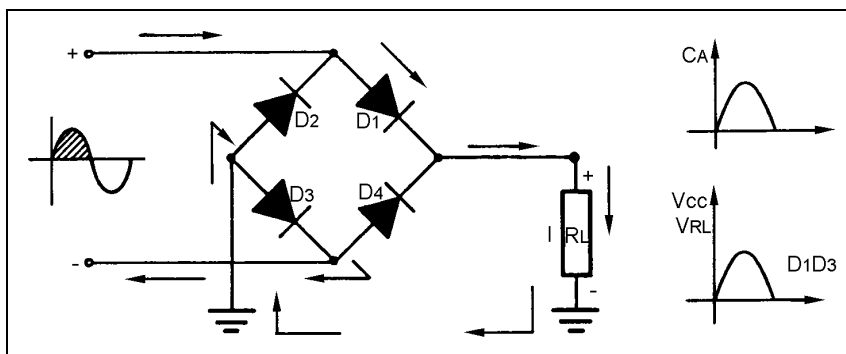 +
D2
D1
D3
D4
-
+
I
RL
-
CA
VCC
VRL
D1D3